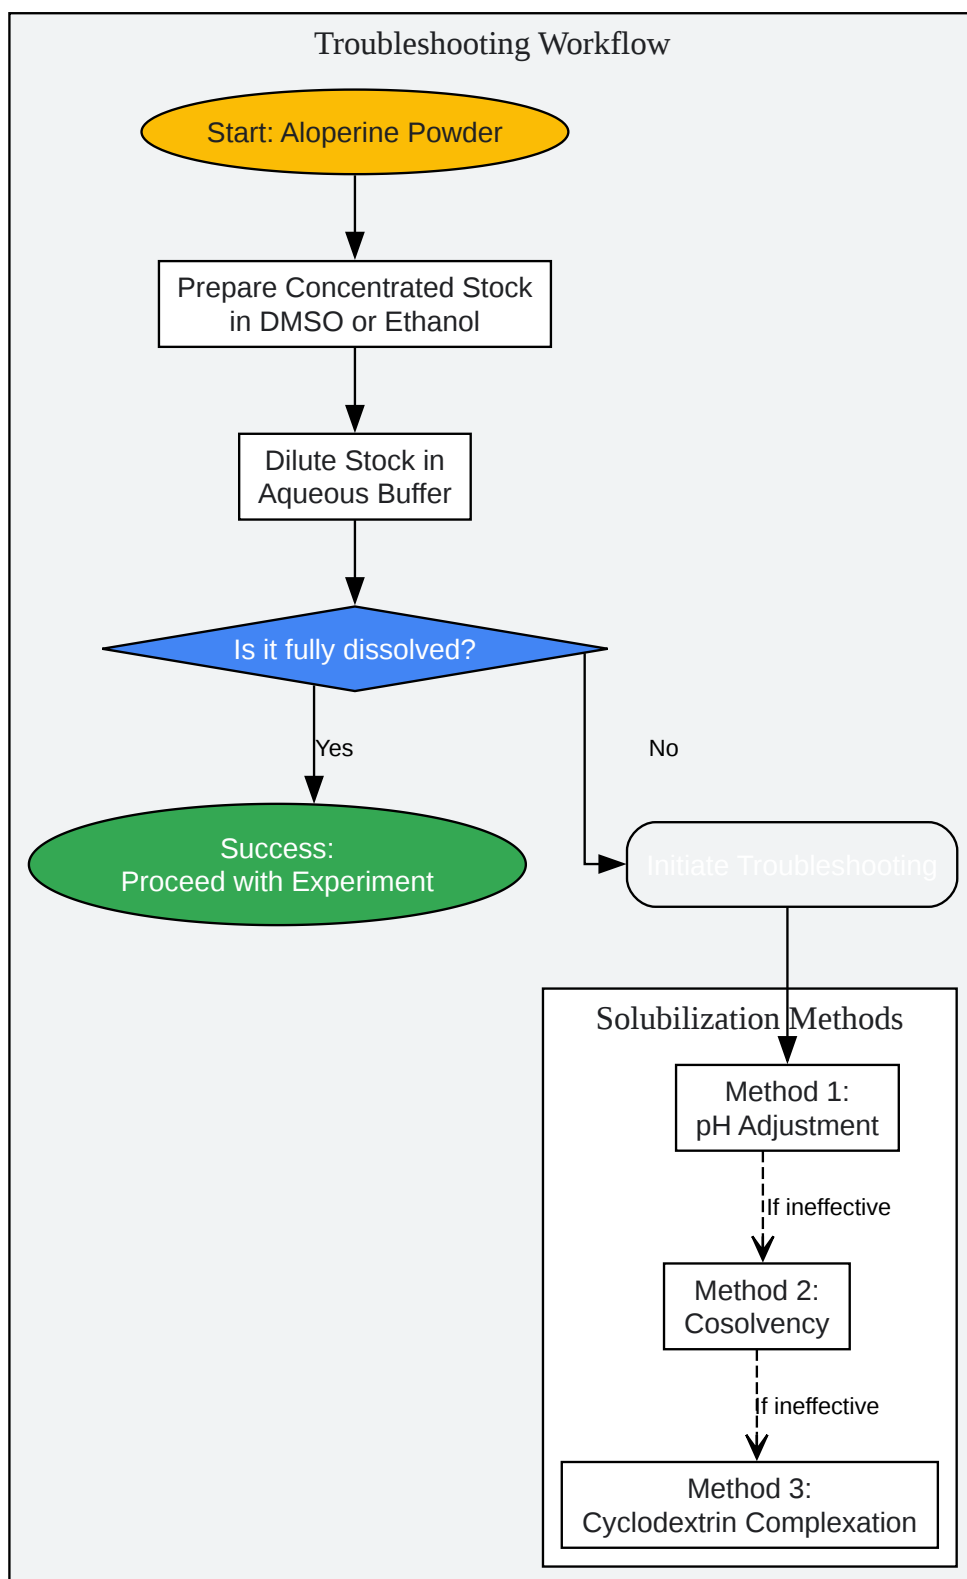 Troubleshooting Workflow
Start: Aloperine Powder
Prepare Concentrated Stock
in DMSO or Ethanol
Dilute Stock in
Aqueous Buffer
Is it fully dissolved?
Yes
No
Success:
Proceed with Experiment
Initiate Troubleshooting
Solubilization Methods
Method 1:
pH Adjustment
If ineffective
Method 2:
Cosolvency
If ineffective
Method 3:
Cyclodextrin Complexation